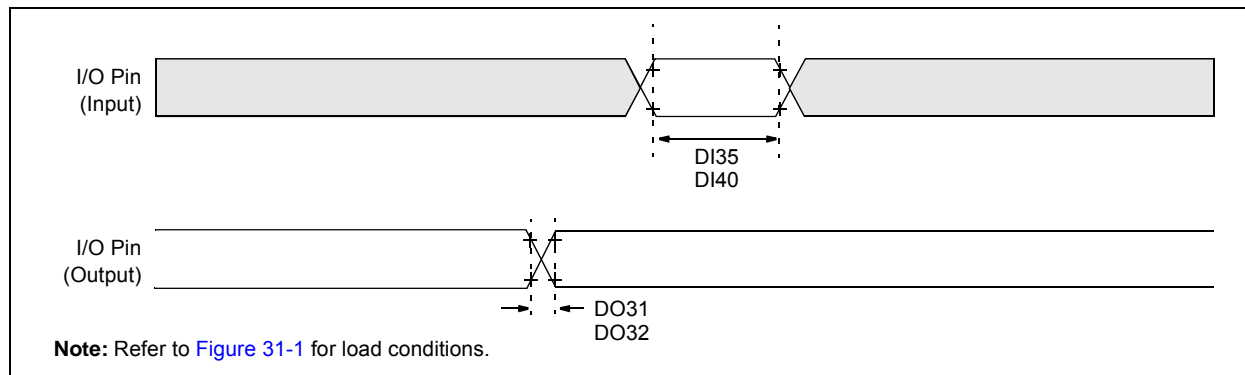 I/O Pin
(Input)
DI35
DI40
I/O Pin
(Output)
DO31
DO32
Note: Refer to Figure 31-1 for load conditions.